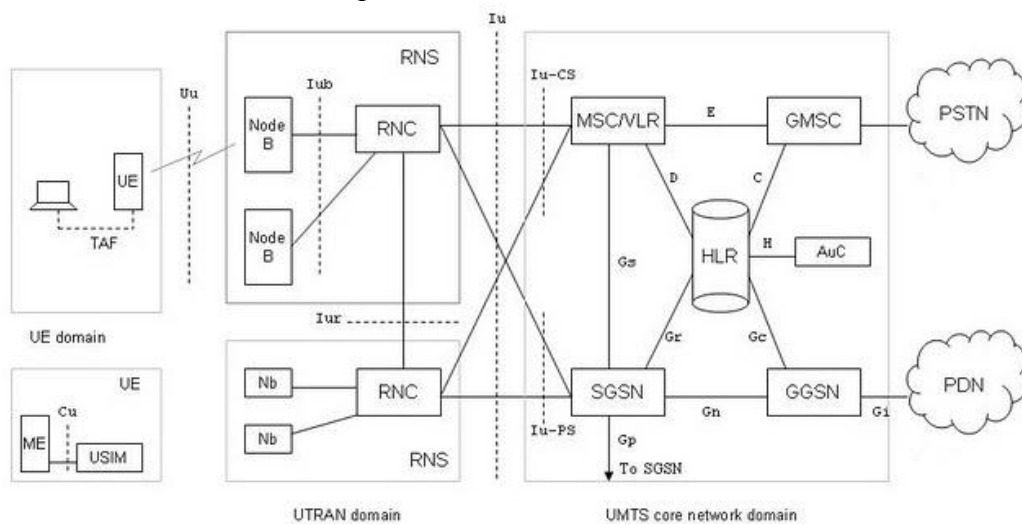 RNS
Iu
Uu
Iub
Iu-CS
Node
B
RNC
MSC/VLR
E
GMSC
PSTN
UE
D
C
TAF
Node
B
HLR
H
AuC
Gs
Iur
UE domain
Gr
Gc
UE
Cu
ME
USIM
Nb
Nb
RNC
RNS
SGSN
Gn
GGSN
Gi
PDN
Iu-PS
Gp
To SGSN
UTRAN domain
UMTS core network domain